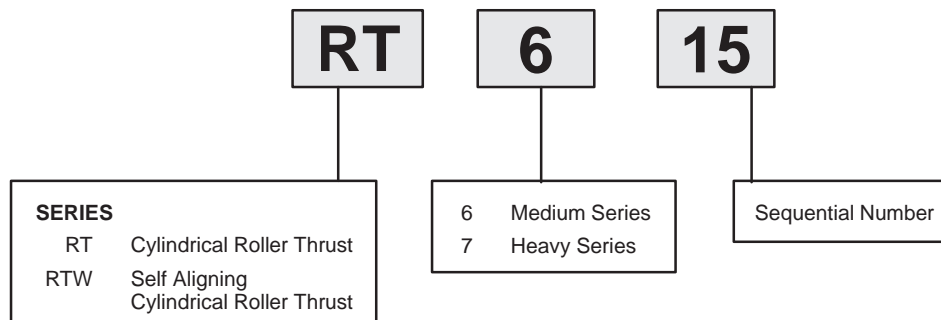 RT 6 15
SERIES
RT Cylindrical Roller Thrust
RTW Self Aligning
Cylindrical Roller Thrust
6 Medium Series
7 Heavy Series
Sequential Number